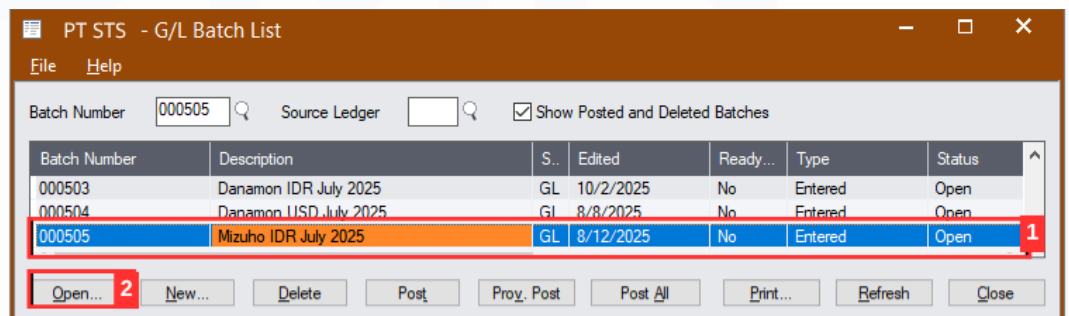 PT STS - G/L Batch List
File Help
Batch Number 000505 Source Ledger Show Posted and Deleted Batches
Batch Number Description S.. Edited Ready... Type Status
000503 Danamon IDR July 2025 GL 10/2/2025 No Entered Open
000504 Danamon USD July 2025 GL 8/8/2025 No Entered Open
000505 Mizuho IDR July 2025 GL 8/12/2025 No Entered Open 1
Open... 2 New... Delete Post Prov. Post Post All Print... Refresh Close